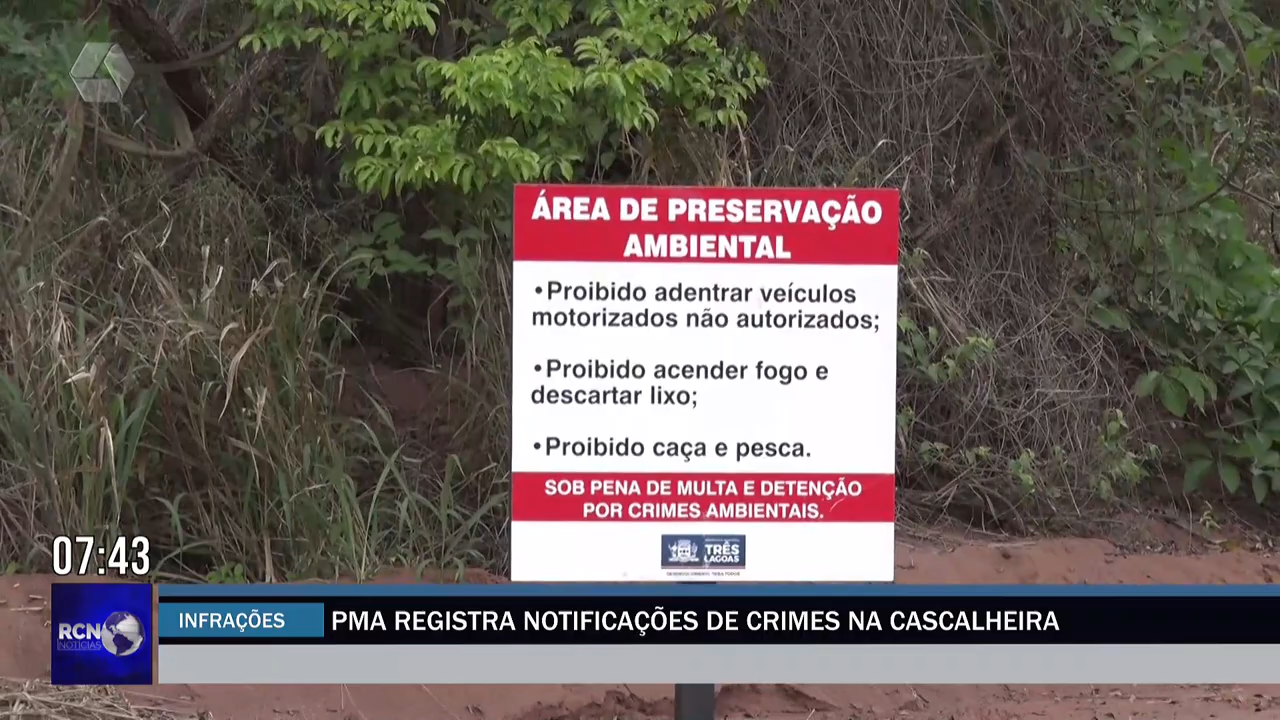 ÁREA DE PRESERVAÇÃO
AMBIENTAL
•Proibido adentrar veículos
motorizados não autorizados;
•Proibido acender fogo e
descartar lixo;
•Proibido caça e pesca.
SOB PENA DE MULTA E DETENÇÃO
POR CRIMES AMBIENTAIS.
TRÊS
LAGOAS
07:43
RCN
NOTÍCIAS
INFRAÇÕES
PMA REGISTRA NOTIFICAÇÕES DE CRIMES NA CASCALHEIRA